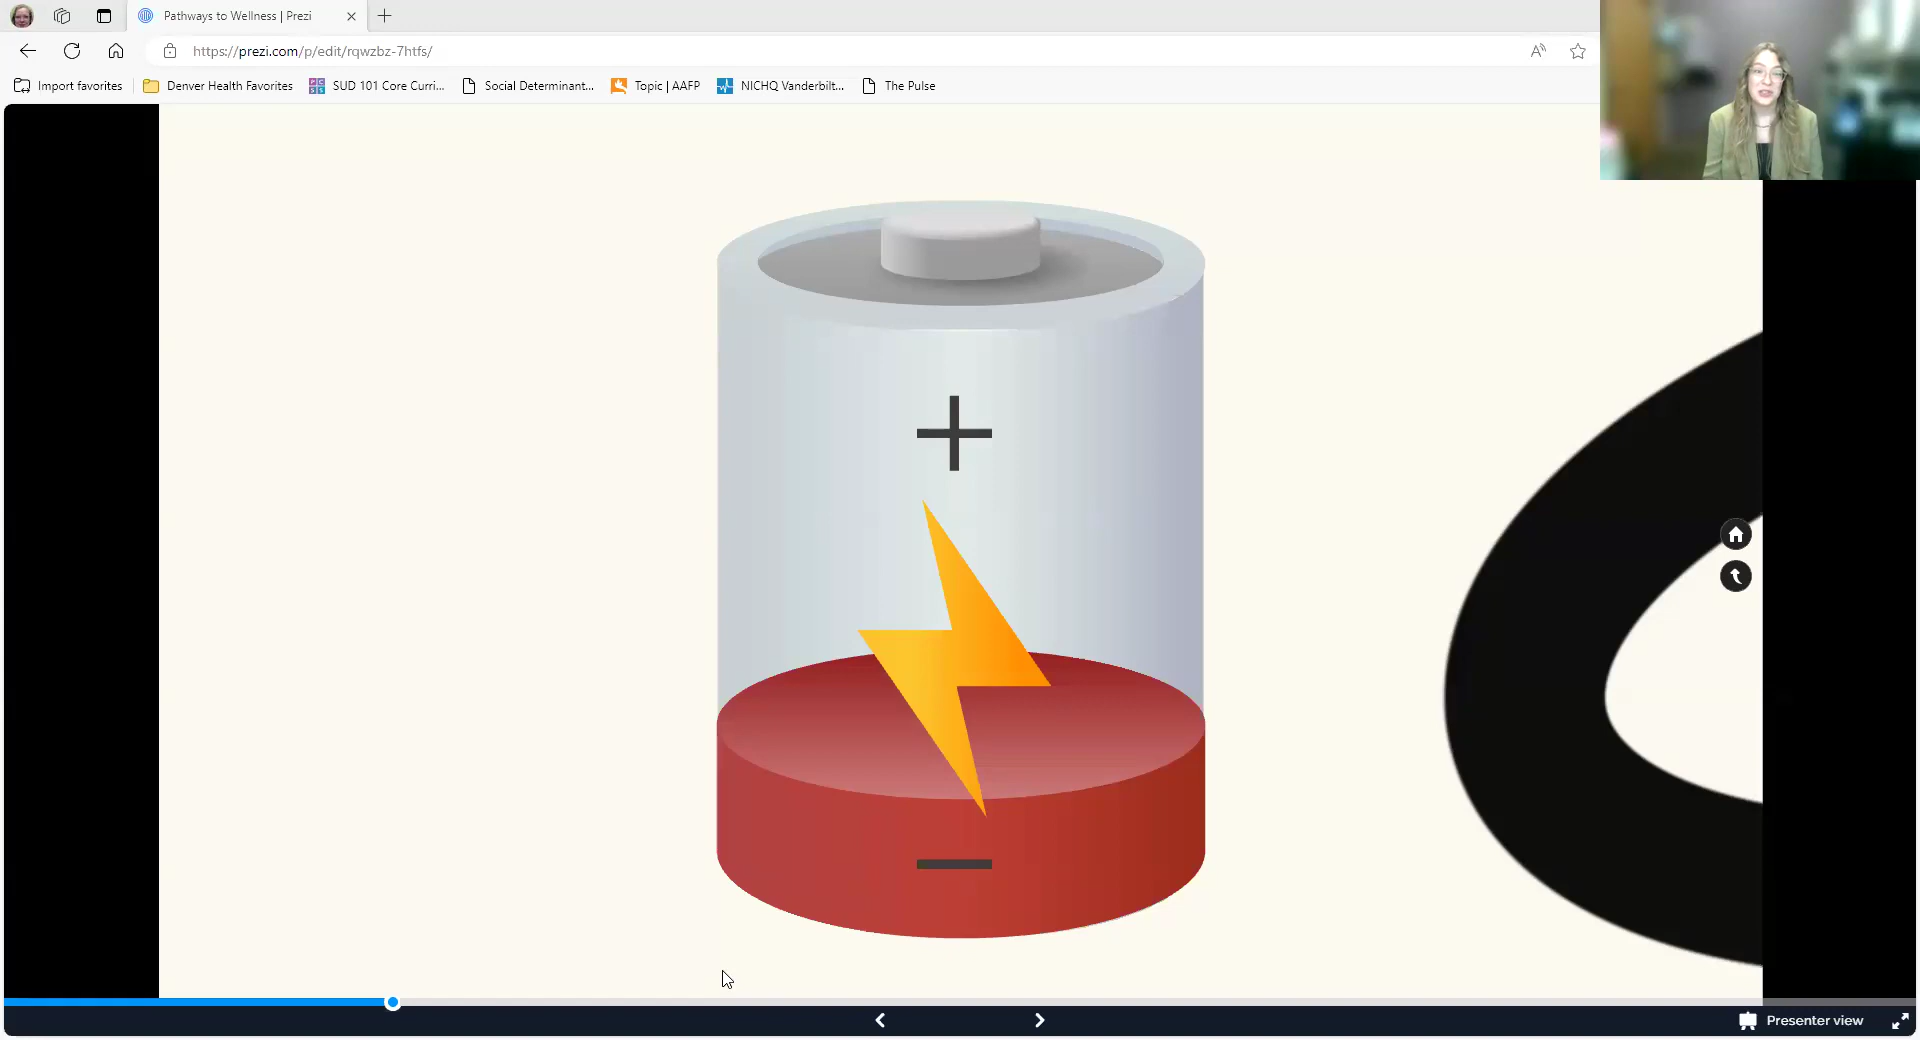 Pathways to Wellness | Prezi
https://prezi.com/p/edit/rqwzbz-7htfs/
Import favorites
Denver Health Favorites
SUD 101 Core Curri...
Social Determinant...
Topic | AAFP
NICHQ Vanderbilt...
The Pulse
+
−
Presenter view